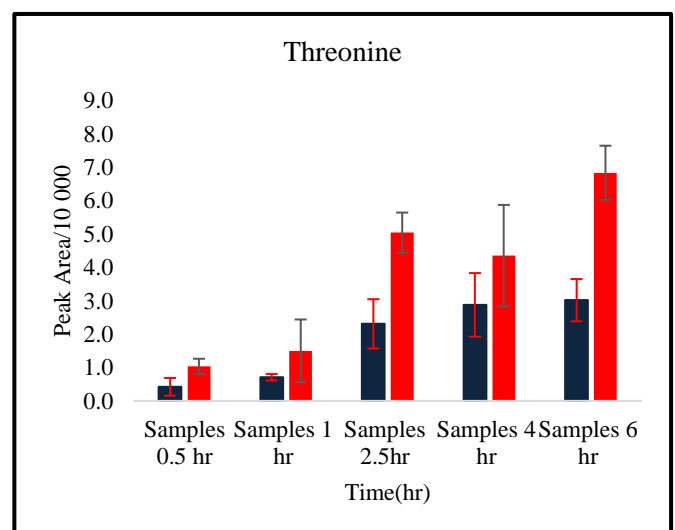 Threonine
Peak Area/10 000
9.0
8.0
7.0
6.0
5.0
4.0
3.0
2.0
1.0
0.0
Samples 0.5 hr
Samples 1 hr
Samples 2.5hr
Samples 4 hr
Samples 6 hr
Time(hr)